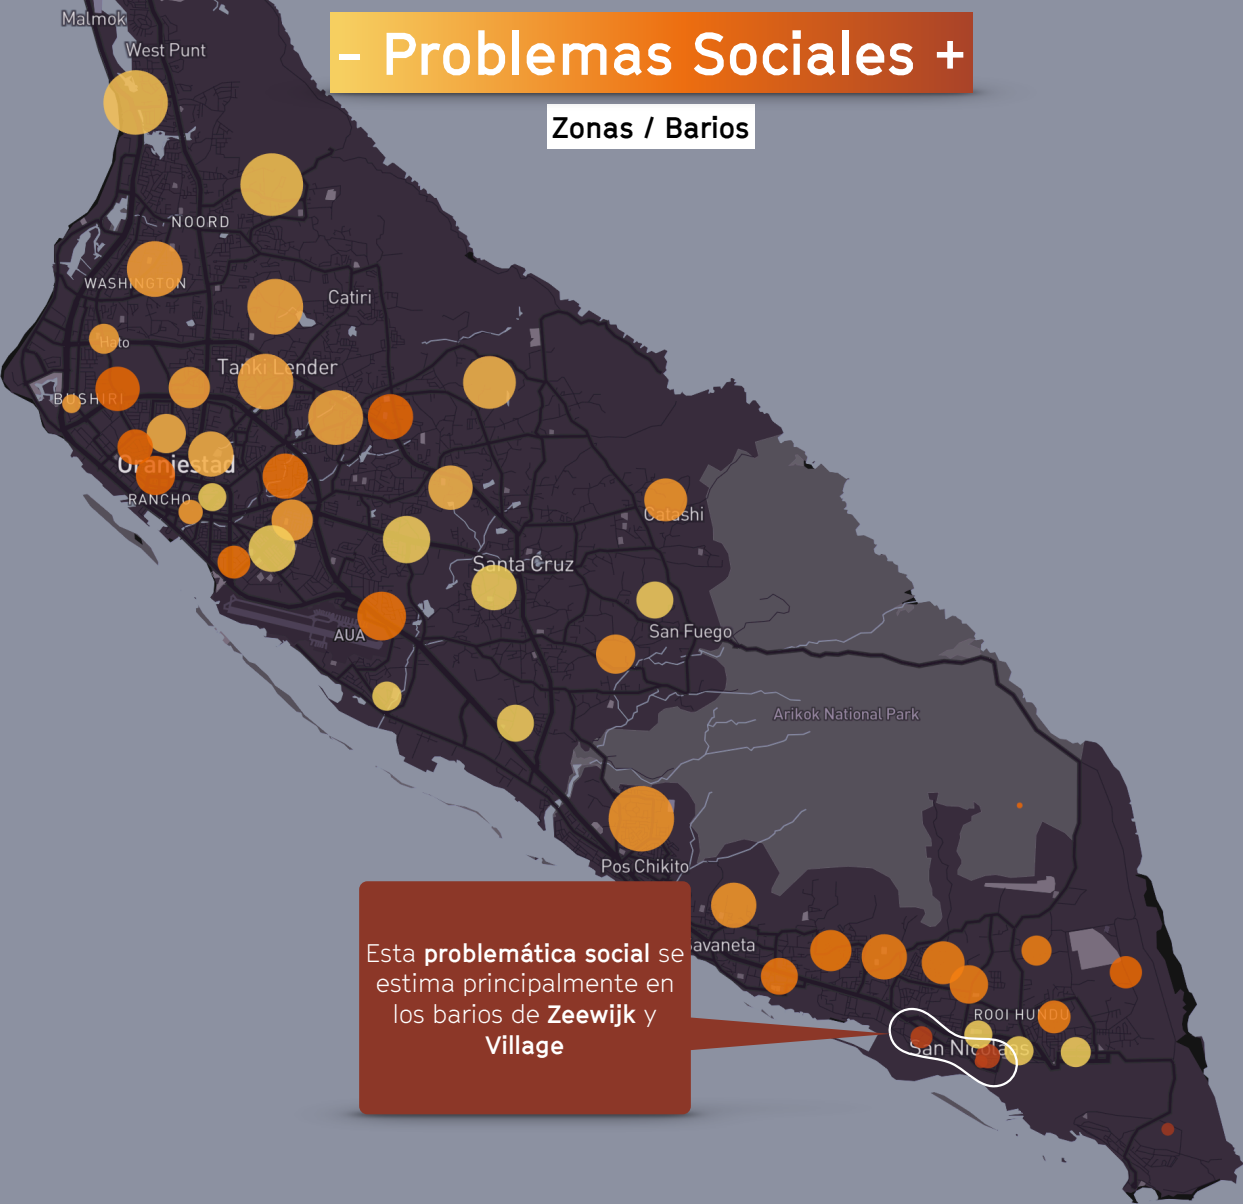 Malmok
- Problemas Sociales +
West Punt
Zonas / Barios
NOORD
WASHINGTON
Catiri
Hato
Tanki Lender
BUSHIRI
Oranjestad
RANCHO
Catashi
Santa Cruz
AUA
San Fuego
Arikok National Park
Pos Chikito
Savaneta
Esta problemática social se
estima principalmente en
los barios de Zeewijk y
Village
ROOI HUNDU
San Nicolaas